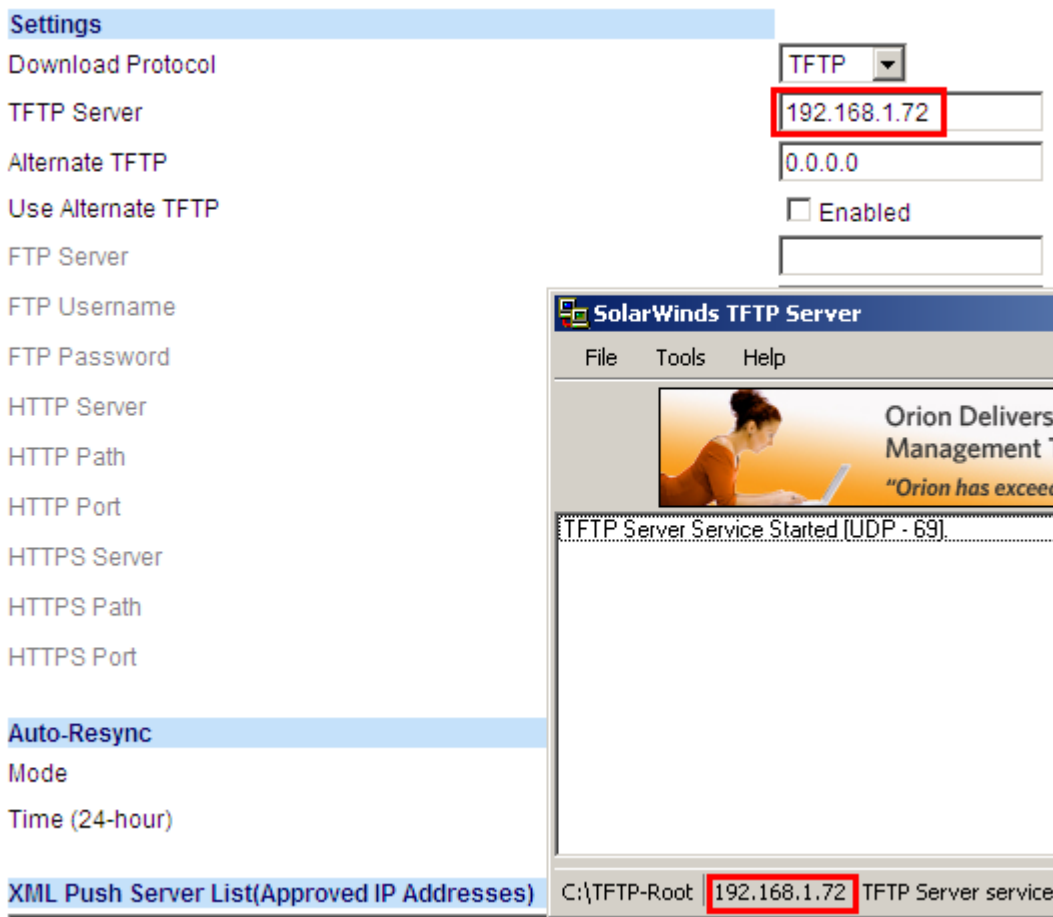 Settings
Download Protocol TFTP
TFTP Server 192.168.1.72
Alternate TFTP 0.0.0.0
Use Alternate TFTP Enabled
FTP Server
FTP Username
FTP Password
HTTP Server
HTTP Path
HTTP Port
HTTPS Server
HTTPS Path
HTTPS Port
Auto-Resync
Mode
Time (24-hour)
XML Push Server List(Approved IP Addresses)
SolarWinds TFTP Server
File Tools Help
Orion Delivers
Management
"Orion has
TFTP Server Service Started [UDP - 69].
C:\TFTP-Root 192.168.1.72 TFTP Server service